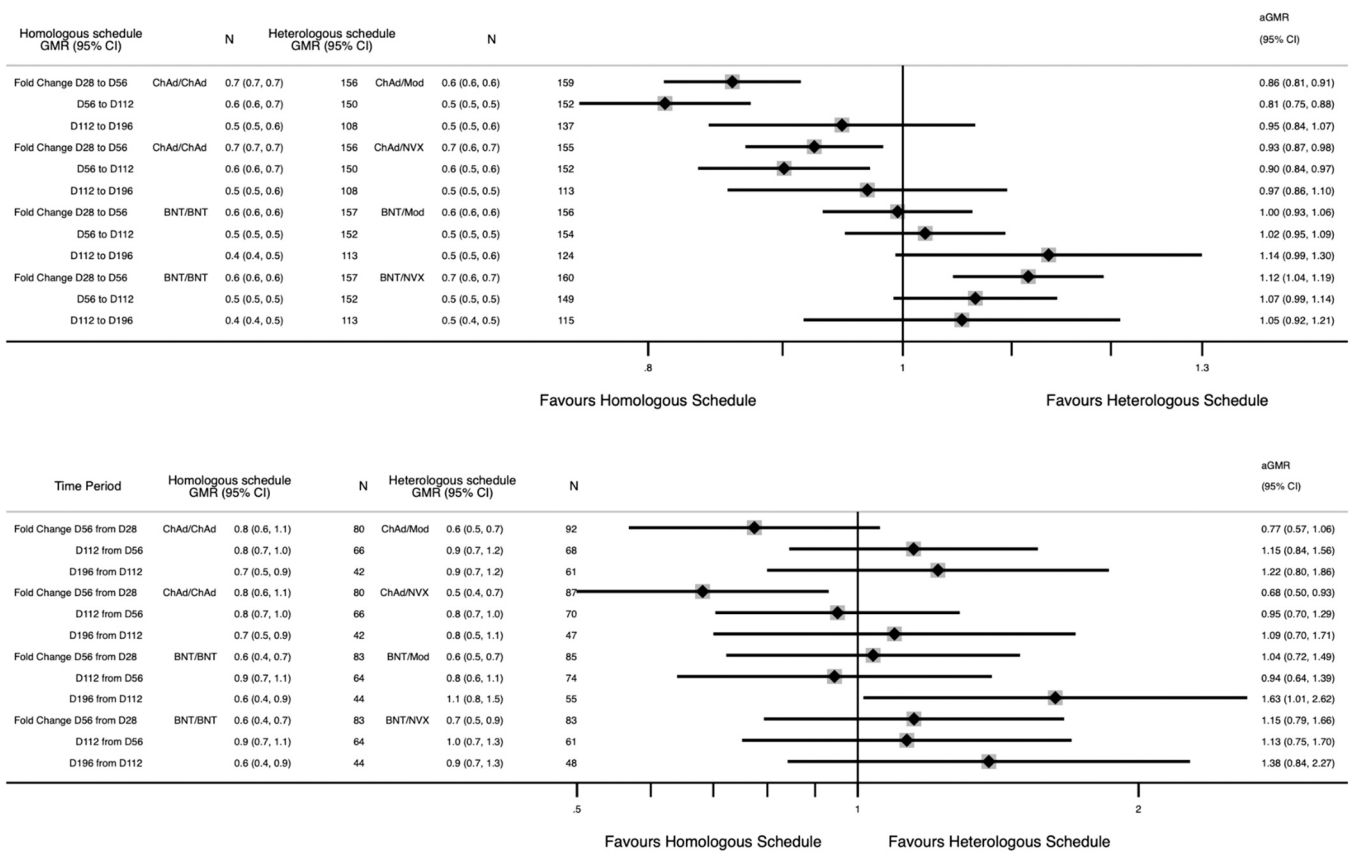 aGMR
Homologous schedule Heterologous schedule
GMR (95% CI) N GMR (95% CI) N (95% CI)
Fold Change D28 to D56 ChAd/ChAd 0.7 (0.7, 0.7) 156 ChAd/Mod 0.6 (0.6, 0.6) 159 0.86 (0.81, 0.91)
D56 to D112 0.6 (0.6, 0.7) 150 0.5 (0.5, 0.5) 152 0.81 (0.75, 0.88)
D112 to D196 0.5 (0.5, 0.6) 108 0.5 (0.5, 0.6) 137 0.95 (0.84, 1.07)
Fold Change D28 to D56 ChAd/ChAd 0.7 (0.7, 0.7) 156 ChAd/NVX 0.7 (0.6, 0.7) 155 0.93 (0.87, 0.98)
D56 to D112 0.6 (0.6, 0.7) 150 0.6 (0.5, 0.6) 152 0.90 (0.84, 0.97)
D112 to D196 0.5 (0.5, 0.6) 108 0.5 (0.5, 0.5) 113 0.97 (0.86, 1.10)
Fold Change D28 to D56 BNT/BNT 0.6 (0.6, 0.6) 157 BNT/Mod 0.6 (0.6, 0.6) 156 1.00 (0.93, 1.06)
D56 to D112 0.5 (0.5, 0.5) 152 0.5 (0.5, 0.5) 154 1.02 (0.95, 1.09)
D112 to D196 0.4 (0.4, 0.5) 113 0.5 (0.5, 0.6) 124 1.14 (0.99, 1.30)
Fold Change D28 to D56 BNT/BNT 0.6 (0.6, 0.6) 157 BNT/NVX 0.7 (0.6, 0.7) 160 1.12 (1.04, 1.19)
D56 to D112 0.5 (0.5, 0.5) 152 0.5 (0.5, 0.5) 149 1.07 (0.99, 1.14)
D112 to D196 0.4 (0.4, 0.5) 113 0.5 (0.4, 0.5) 115 1.05 (0.92, 1.21)
.8 1 1.3
Favours Homologous Schedule Favours Heterologous Schedule
aGMR
Homologous schedule Heterologous schedule
Time Period GMR (95% CI) N GMR (95% CI) N (95% CI)
Fold Change D56 from D28 ChAd/ChAd 0.8 (0.6, 1.1) 80 ChAd/Mod 0.6 (0.5, 0.7) 92 0.77 (0.57, 1.06)
D112 from D56 0.8 (0.7, 1.0) 66 0.9 (0.7, 1.2) 68 1.15 (0.84, 1.56)
D196 from D112 0.7 (0.5, 0.9) 42 0.9 (0.7, 1.2) 61 1.22 (0.80, 1.86)
Fold Change D56 from D28 ChAd/ChAd 0.8 (0.6, 1.1) 80 ChAd/NVX 0.5 (0.4, 0.7) 87 0.68 (0.50, 0.93)
D112 from D56 0.8 (0.7, 1.0) 66 0.8 (0.7, 1.0) 70 0.95 (0.70, 1.29)
D196 from D112 0.7 (0.5, 0.9) 42 0.8 (0.5, 1.1) 47 1.09 (0.70, 1.71)
Fold Change D56 from D28 BNT/BNT 0.6 (0.4, 0.7) 83 BNT/Mod 0.6 (0.5, 0.7) 85 1.04 (0.72, 1.49)
D112 from D56 0.9 (0.7, 1.1) 64 0.8 (0.6, 1.1) 74 0.94 (0.64, 1.39)
D196 from D112 0.6 (0.4, 0.9) 44 1.1 (0.8, 1.5) 55 1.63 (1.01, 2.62)
Fold Change D56 from D28 BNT/BNT 0.6 (0.4, 0.7) 83 BNT/NVX 0.7 (0.5, 0.9) 83 1.15 (0.79, 1.66)
D112 from D56 0.9 (0.7, 1.1) 64 1.0 (0.7, 1.3) 61 1.13 (0.75, 1.70)
D196 from D112 0.6 (0.4, 0.9) 44 0.9 (0.7, 1.3) 48 1.38 (0.84, 2.27)
.5 1 2
Favours Homologous Schedule Favours Heterologous Schedule